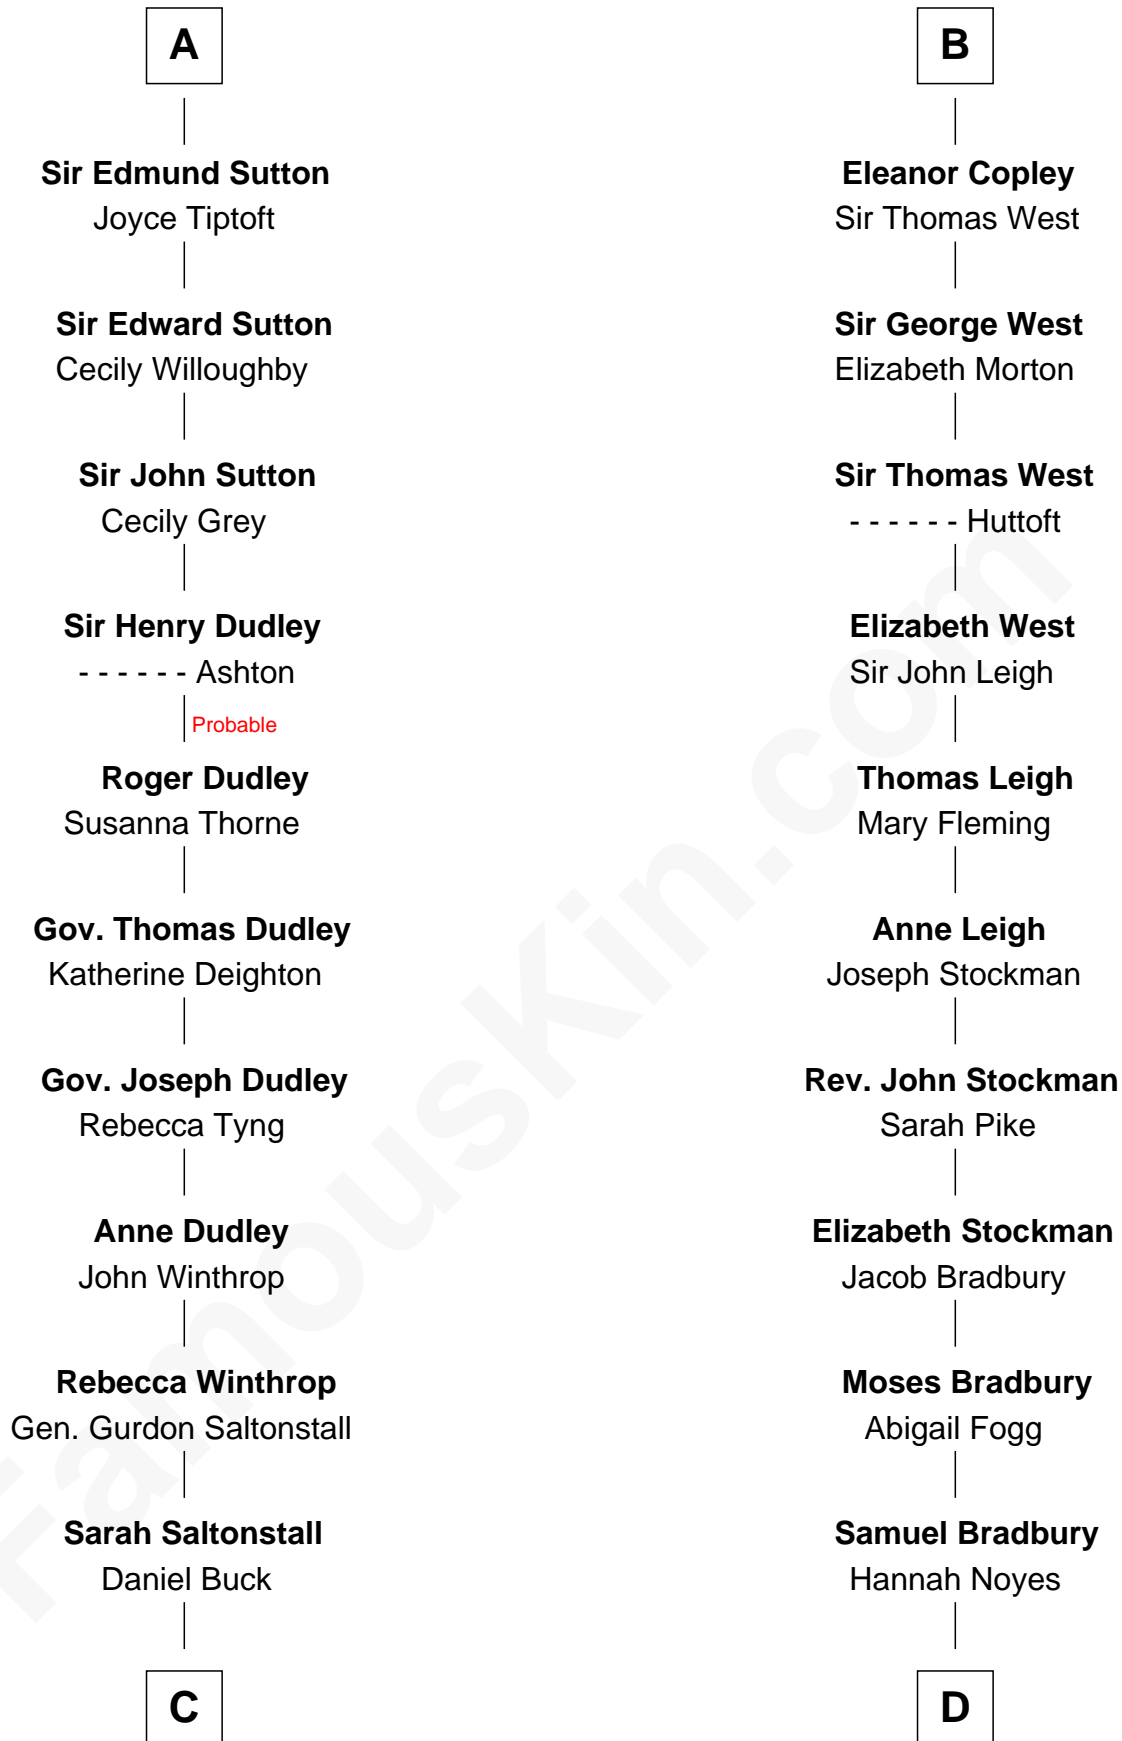 A
Sir Edmund Sutton
Joyce Tiptoft
Sir Edward Sutton
Cecily Willoughby
Sir John Sutton
Cecily Grey
Sir Henry Dudley
- - - - - - Ashton
Probable
Roger Dudley
Susanna Thorne
Gov. Thomas Dudley
Katherine Deighton
Gov. Joseph Dudley
Rebecca Tyng
Anne Dudley
John Winthrop
Rebecca Winthrop
Gen. Gurdon Saltonstall
Sarah Saltonstall
Daniel Buck
C
B
Eleanor Copley
Sir Thomas West
Sir George West
Elizabeth Morton
Sir Thomas West
- - - - - - Huttoft
Elizabeth West
Sir John Leigh
Thomas Leigh
Mary Fleming
Anne Leigh
Joseph Stockman
Rev. John Stockman
Sarah Pike
Elizabeth Stockman
Jacob Bradbury
Moses Bradbury
Abigail Fogg
Samuel Bradbury
Hannah Noyes
D
FamousKin.com